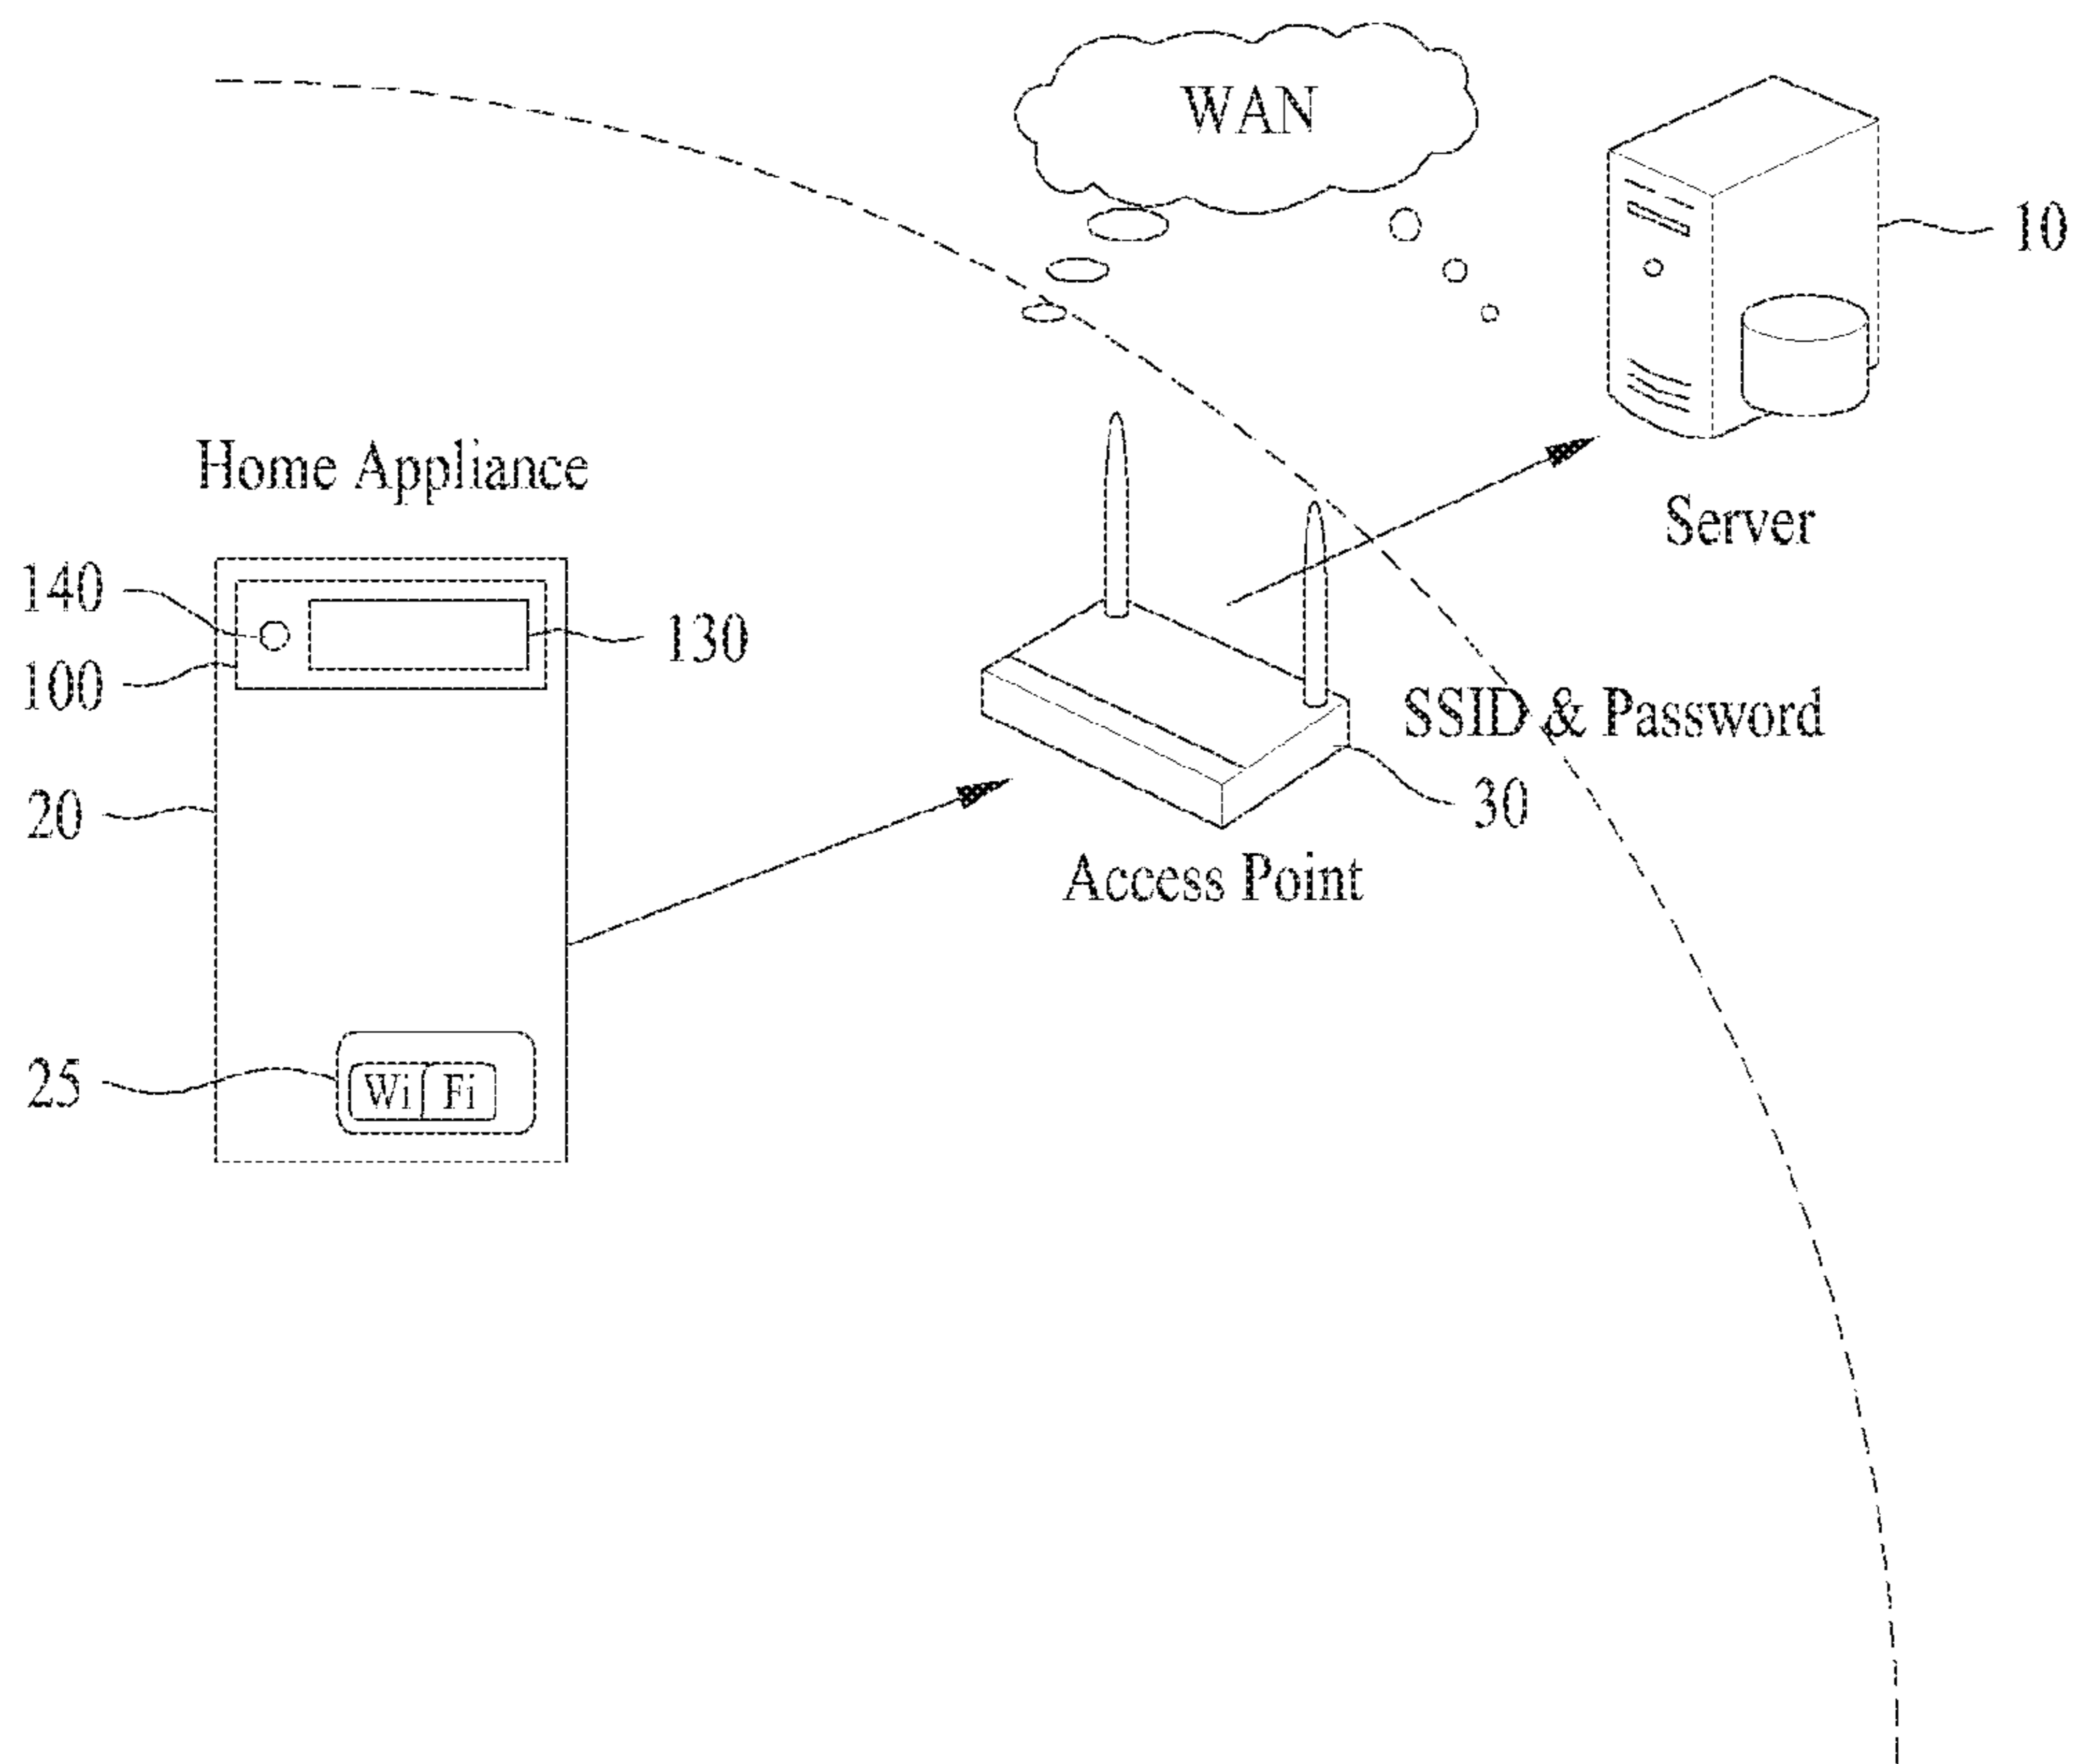 WAN
10
Home Appliance
Server
140
130
100
SSID & Password
20
30
Access Point
25
Wi Fi